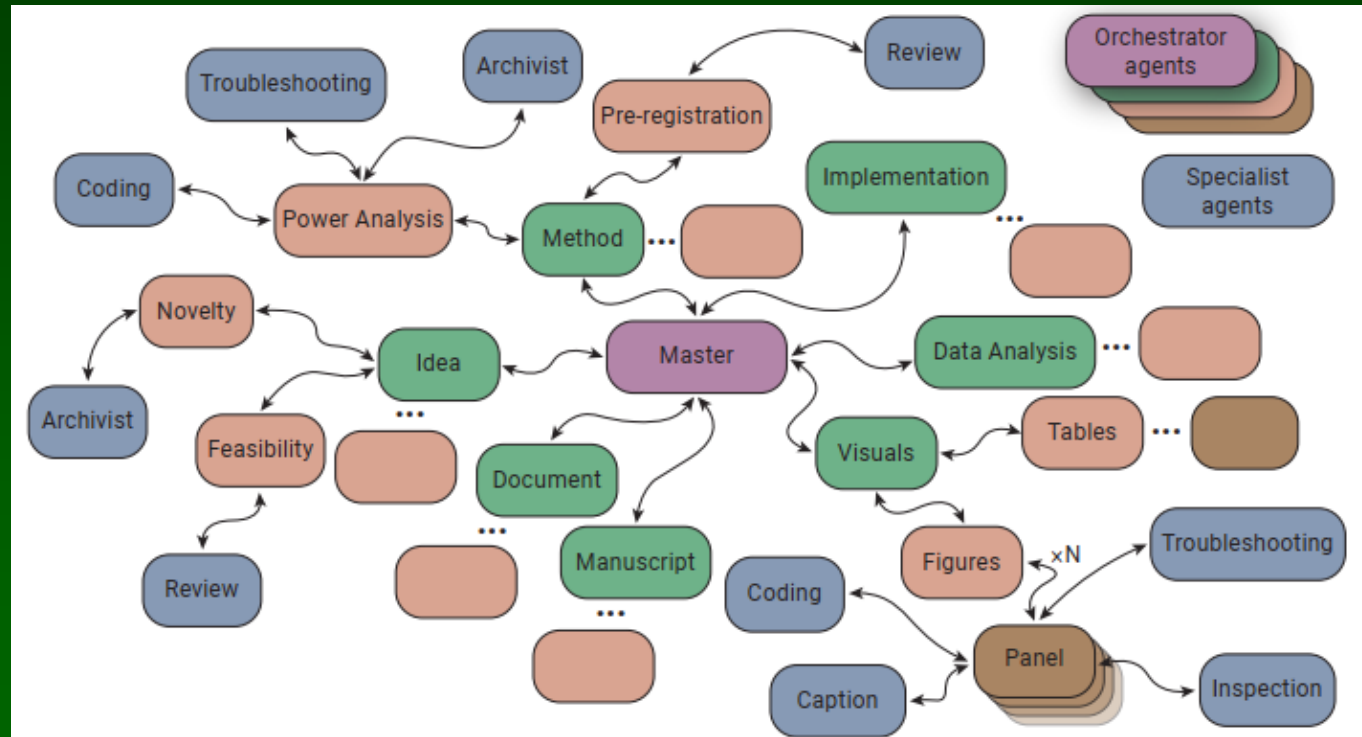 Troubleshooting
Archivist
Review
Orchestrator
agents
Pre-registration
Coding
Power Analysis
Implementation
Specialist
agents
Method
...
...
Novelty
Idea
Master
Data Analysis
...
Archivist
Feasibility
...
Document
Visuals
Tables
...
...
Manuscript
Figures
×N
Troubleshooting
Review
...
Coding
Panel
Caption
Inspection